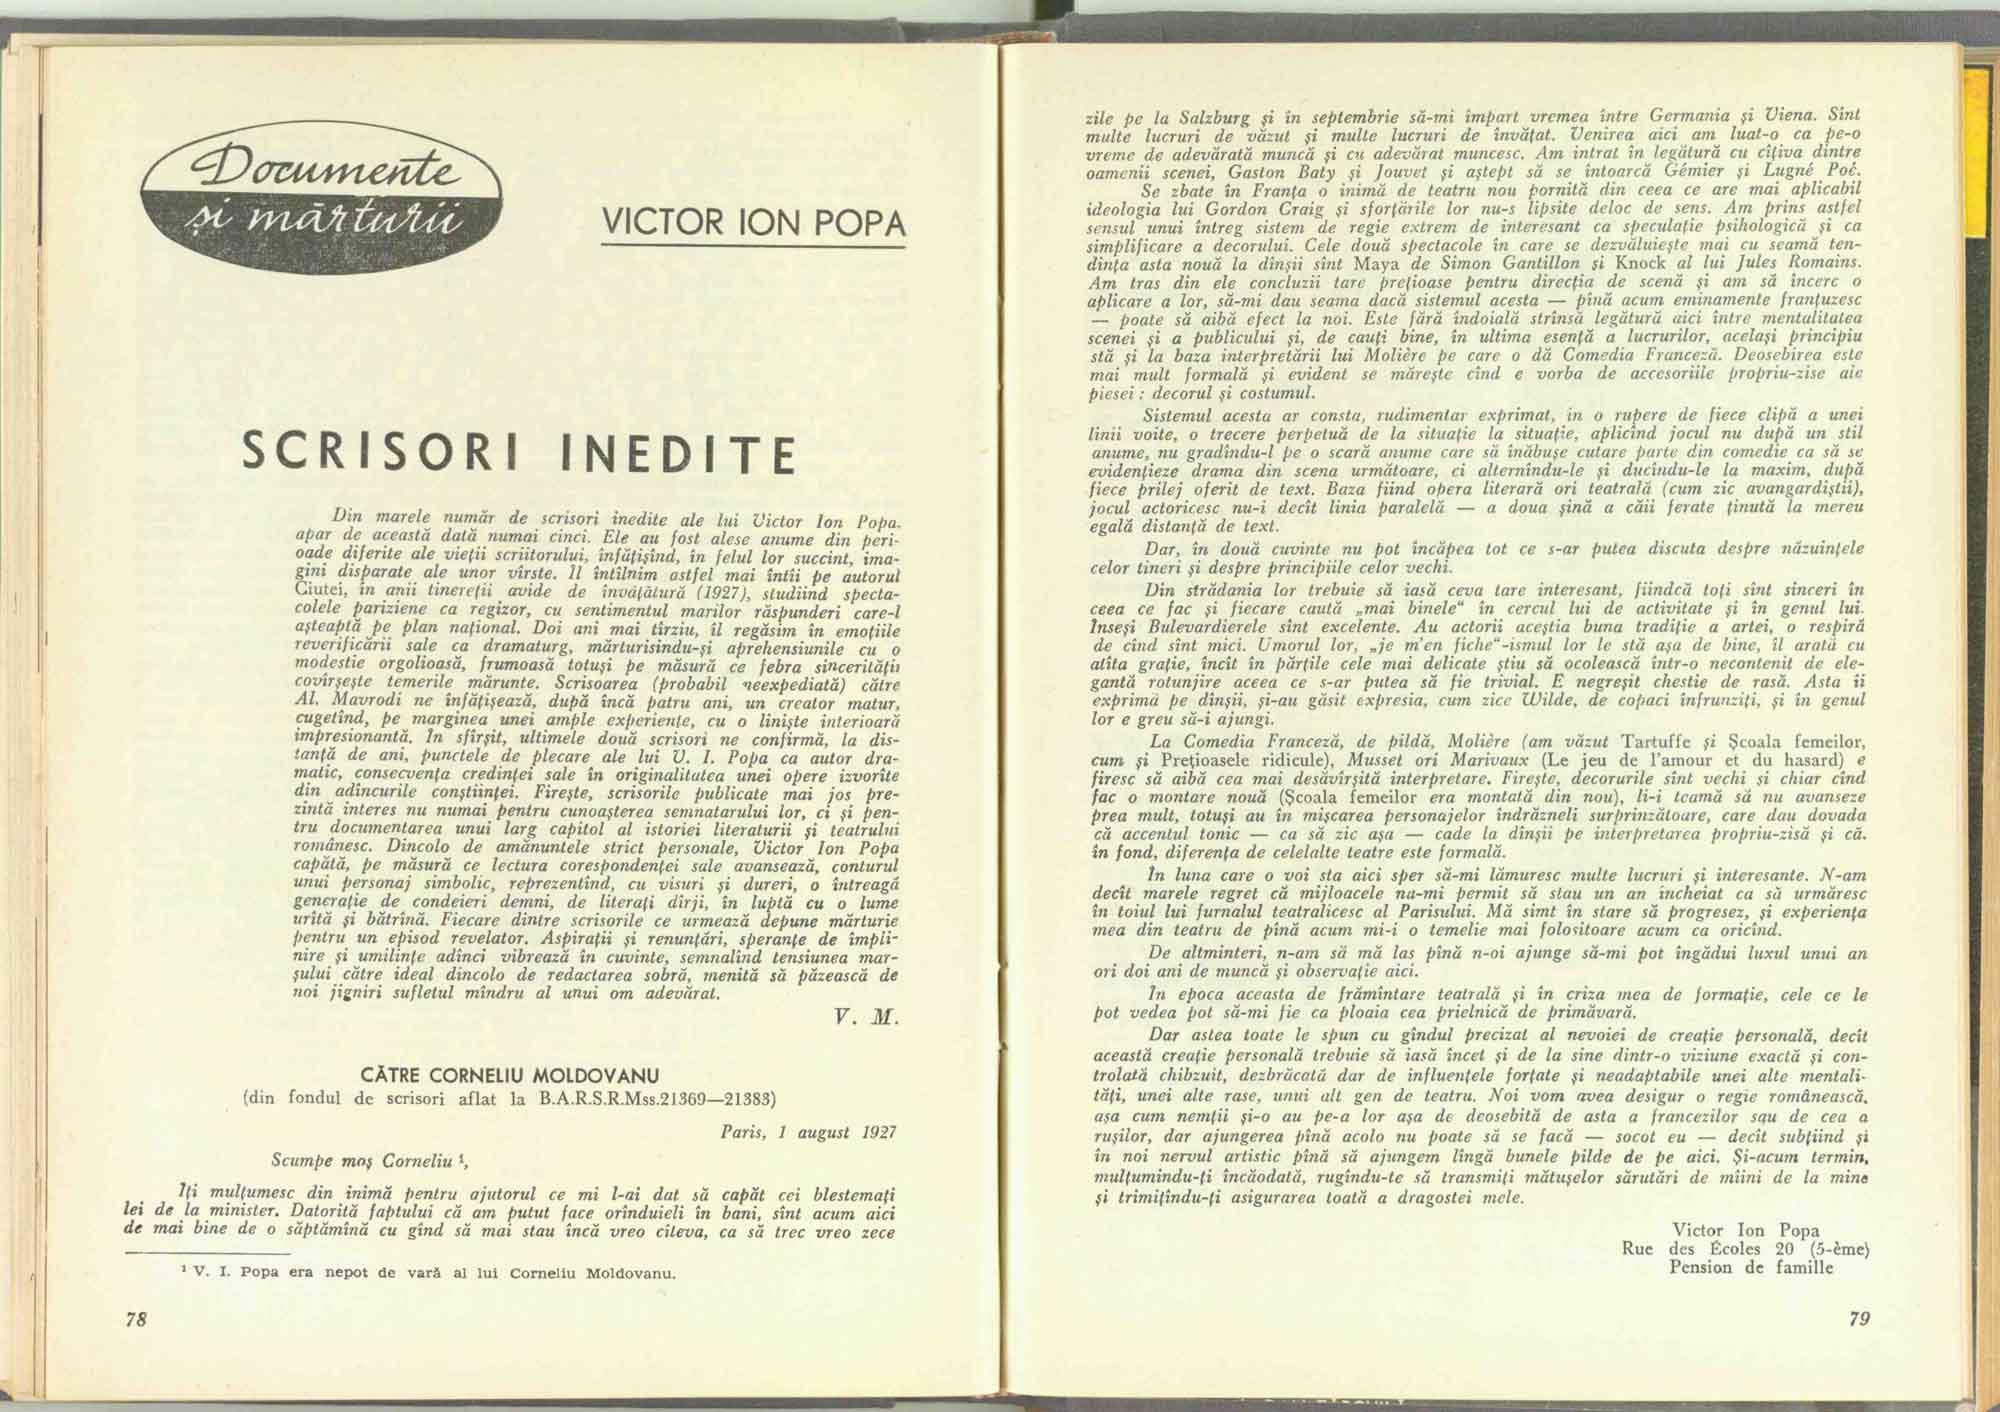 Documente
și mărturii
VICTOR ION POPA
SCRISORI INEDITE
Din marele număr de scrisori inedite ale lui Victor Ion Popa,
apar de această dată numai cinci. Ele au fost alese anume din peri-
oade diferite ale vieții scriitorului, înfățișînd, în felul lor succint, ima-
gini disparate ale unor vîrste. Il întîlnim astfel mai întîi pe autorul
Ciutei, în anii tinereții avide de învățătură (1927), studiind specta-
colele pariziene ca regizor, cu sentimentul marilor răspunderi care-l
așteaptă pe plan național. Doi ani mai tîrziu, îl regăsim în emoțiile
reverificării sale ca dramaturg, mărturisindu-și aprehensiunile cu o
modestie orgolioasă, frumoasă totuși pe măsură ce febra sincerității
covîrșește temerile mărunte. Scrisoarea (probabil neexpediată) către
Al. Mavrodi ne înfățișează, după încă patru ani, un creator matur,
cugetînd, pe marginea unei ample experiențe, cu o liniște interioară
impresionantă. In sfîrșit, ultimele două scrisori ne confirmă, la dis-
tanță de ani, punctele de plecare ale lui V. I. Popa ca autor dra-
matic, consecvența credinței sale în originalitatea unei opere izvorîte
din adîncurile conștiinței. Firește, scrisorile publicate mai jos pre-
zintă interes nu numai pentru cunoașterea semnatarului lor, ci și pen-
tru documentarea unui larg capitol al istoriei literaturii și teatrului
românesc. Dincolo de amănuntele strict personale, Victor Ion Popa
capătă, pe măsură ce lectura corespondenței sale avansează, conturul
unui personaj simbolic, reprezentînd, cu visuri și dureri, o întreagă
generație de condeieri demni, de literați dîrji, în luptă cu o lume
urîtă și bătrînă. Fiecare dintre scrisorile ce urmează depune mărturie
pentru un episod revelator. Aspirații și renunțări, speranțe de împli-
nire și umilințe adînci vibrează în cuvinte, semnalînd tensiunea mar-
șului către ideal dincolo de redactarea sobră, menită să păzească de
noi jigniri sufletul mîndru al unui om adevărat.
V. M.
CĂTRE CORNELIU MOLDOVANU
(din fondul de scrisori aflat la B.A.R.S.R.Mss.21369—21383)
Paris, 1 august 1927
Scumpe moș Corneliu ¹,
Iți mulțumesc din inimă pentru ajutorul ce mi l-ai dat să capăt cei blestemați
lei de la minister. Datorită faptului că am putut face orînduieli în bani, sînt acum aici
de mai bine de o săptămînă cu gînd să mai stau încă vreo cîteva, ca să trec vreo zece
¹ V. I. Popa era nepot de vară al lui Corneliu Moldovanu.
78
zile pe la Salzburg și în septembrie să-mi împart vremea între Germania și Viena. Sint
multe lucruri de văzut și multe lucruri de învățat. Venirea aici am luat-o ca pe-o
vreme de adevărată muncă și cu adevărat muncesc. Am intrat în legătură cu cîțiva dintre
oamenii scenei, Gaston Baty și Jouvet și aștept să se întoarcă Gémier și Lugné Poé.
Se zbate în Franța o inimă de teatru nou pornită din ceea ce are mai aplicabil
ideologia lui Gordon Craig și sforțările lor nu-s lipsite deloc de sens. Am prins astfel
sensul unui întreg sistem de regie extrem de interesant ca speculație psihologică și ca
simplificare a decorului. Cele două spectacole în care se dezvăluiește mai cu seamă ten-
dința asta nouă la dînșii sînt Maya de Simon Gantillon și Knock al lui Jules Romains.
Am tras din ele concluzii tare prețioase pentru direcția de scenă și am să încerc o
aplicare a lor, să-mi dau seama dacă sistemul acesta — pînă acum eminamente franțuzesc
— poate să aibă efect la noi. Este fără îndoială strînsă legătură aici între mentalitatea
scenei și a publicului și, de cauți bine, în ultima esență a lucrurilor, același principiu
stă și la baza interpretării lui Molière pe care o dă Comedia Franceză. Deosebirea este
mai mult formală și evident se mărește cînd e vorba de accesoriile propriu-zise ale
piesei : decorul și costumul.
Sistemul acesta ar consta, rudimentar exprimat, in o rupere de fiece clipă a unei
linii voite, o trecere perpetuă de la situație la situație, aplicînd jocul nu după un stil
anume, nu gradîndu-l pe o scară anume care să înăbușe cutare parte din comedie ca să se
evidențieze drama din scena următoare, ci alternîndu-le și ducîndu-le la maxim, după
fiece prilej oferit de text. Baza fiind opera literară ori teatrală (cum zic avangardiștii),
jocul actoricesc nu-i decît linia paralelă — a doua șină a căii ferate ținută la mereu
egală distanță de text.
Dar, în două cuvinte nu pot încăpea tot ce s-ar putea discuta despre năzuințele
celor tineri și despre principiile celor vechi.
Din strădania lor trebuie să iasă ceva tare interesant, fiindcă toți sînt sinceri în
ceea ce fac și fiecare caută „mai binele“ în cercul lui de activitate și în genul lui.
Inseși Bulevardierele sînt excelente. Au actorii aceștia buna tradiție a artei, o respiră
de cînd sînt mici. Umorul lor, „je m'en fiche“-ismul lor le stă așa de bine, îl arată cu
atîta grație, încît în părțile cele mai delicate știu să ocolească într-o necontenit de ele-
gantă rotunjire aceea ce s-ar putea să fie trivial. E negreșit chestie de rasă. Asta îi
exprimă pe dînșii, și-au găsit expresia, cum zice Wilde, de copaci înfrunziți, și în genul
lor e greu să-i ajungi.
La Comedia Franceză, de pildă, Molière (am văzut Tartuffe și Școala femeilor,
cum și Prețioasele ridicule), Musset ori Marivaux (Le jeu de l'amour et du hasard) e
firesc să aibă cea mai desăvîrșită interpretare. Firește, decorurile sînt vechi și chiar cînd
fac o montare nouă (Școala femeilor era montată din nou), li-i teamă să nu avanseze
prea mult, totuși au în mișcarea personajelor îndrăzneli surprinzătoare, care dau dovada
că accentul tonic — ca să zic așa — cade la dînșii pe interpretarea propriu-zisă și că.
în fond, diferența de celelalte teatre este formală.
In luna care o voi sta aici sper să-mi lămuresc multe lucruri și interesante. N-am
decît marele regret că mijloacele nu-mi permit să stau un an încheiat ca să urmăresc
în toiul lui furnalul teatralicesc al Parisului. Mă simt în stare să progresez, și experiența
mea din teatru de pînă acum mi-i o temelie mai folositoare acum ca oricînd.
De altminteri, n-am să mă las pînă n-oi ajunge să-mi pot îngădui luxul unui an
ori doi ani de muncă și observație aici.
In epoca aceasta de frămîntare teatrală și în criza mea de formație, cele ce le
pot vedea pot să-mi fie ca ploaia cea prielnică de primăvară.
Dar astea toate le spun cu gîndul precizat al nevoiei de creație personală, decît
această creație personală trebuie să iasă încet și de la sine dintr-o viziune exactă și con-
trolată chibzuit, dezbrăcată dar de influențele forțate și neadaptabile unei alte mentali-
tăți, unei alte rase, unui alt gen de teatru. Noi vom avea desigur o regie românească,
așa cum nemții și-o au pe-a lor așa de deosebită de asta a francezilor sau de cea a
rușilor, dar ajungerea pînă acolo nu poate să se facă — socot eu — decît subțiind și
în noi nervul artistic pînă să ajungem lîngă bunele pilde de pe aici. Și-acum termin,
mulțumindu-ți încăodată, rugîndu-te să transmiți mătușelor sărutări de mîini de la mine
și trimițîndu-ți asigurarea toată a dragostei mele.
Victor Ion Popa
Rue des Écoles 20 (5-ème)
Pension de famille
79